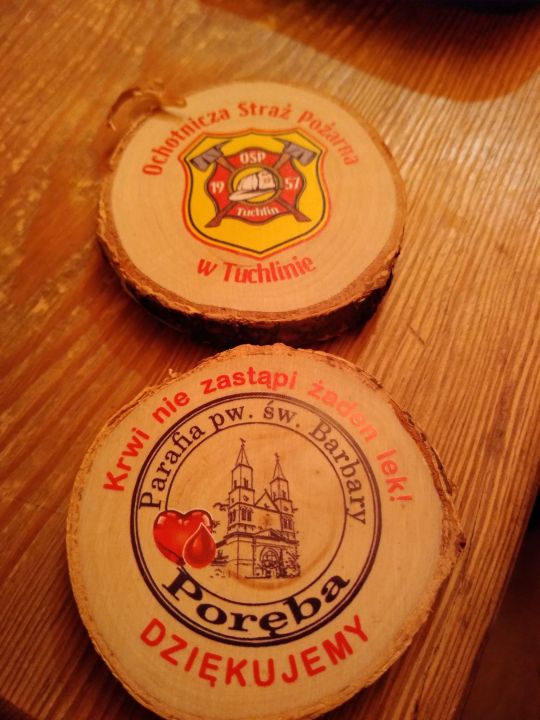 Ochotnicza Straż Pożarna
OSP
19 57
Tuchlin
w Tuchlinie
Krwi nie zastąpi żaden lek!
Parafia pw. św. Barbary
Poręba
DZIĘKUJEMY